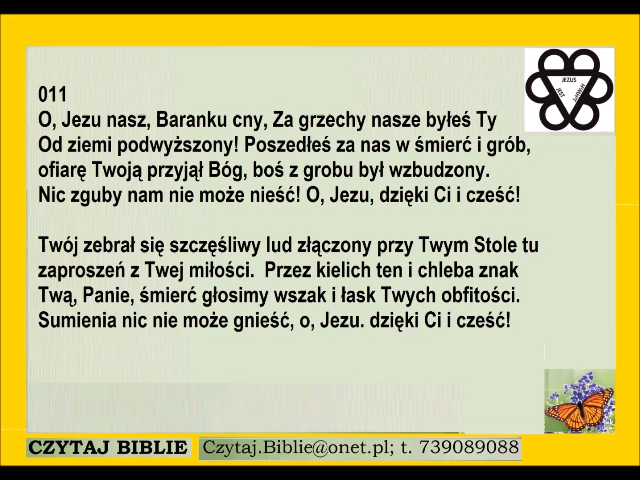 011
O, Jezu nasz, Baranku cny, Za grzechy nasze byłeś Ty
Od ziemi podwyższony! Poszedłeś za nas w śmierć i grób,
ofiarę Twoją przyjął Bóg, boś z grobu był wzbudzony.
Nic zguby nam nie może nieść! O, Jezu, dzięki Ci i cześć!
Twój zebrał się szczęśliwy lud złączony przy Twym Stole tu
zaproszeń z Twej miłości.  Przez kielich ten i chleba znak
Twą, Panie, śmierć głosimy wszak i łask Twych obfitości.
Sumienia nic nie może gnieść, o, Jezu. dzięki Ci i cześć!
JEZUS
JEST
CZYTAJ BIBLIE
Czytaj.Biblie@onet.pl; t. 739089088